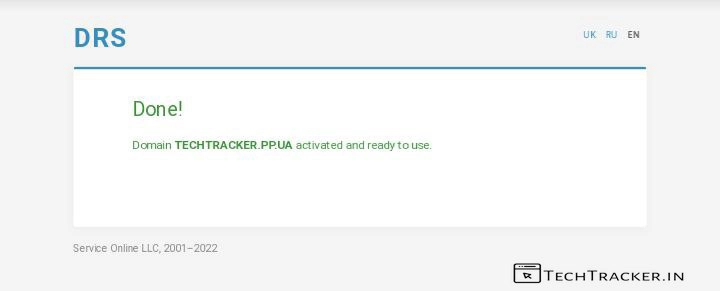 DRS
UK RU EN
Done!
Domain TECHTRACKER.PP.UA activated and ready to use.
Service Online LLC, 2001–2022
TECHTRACKER.IN